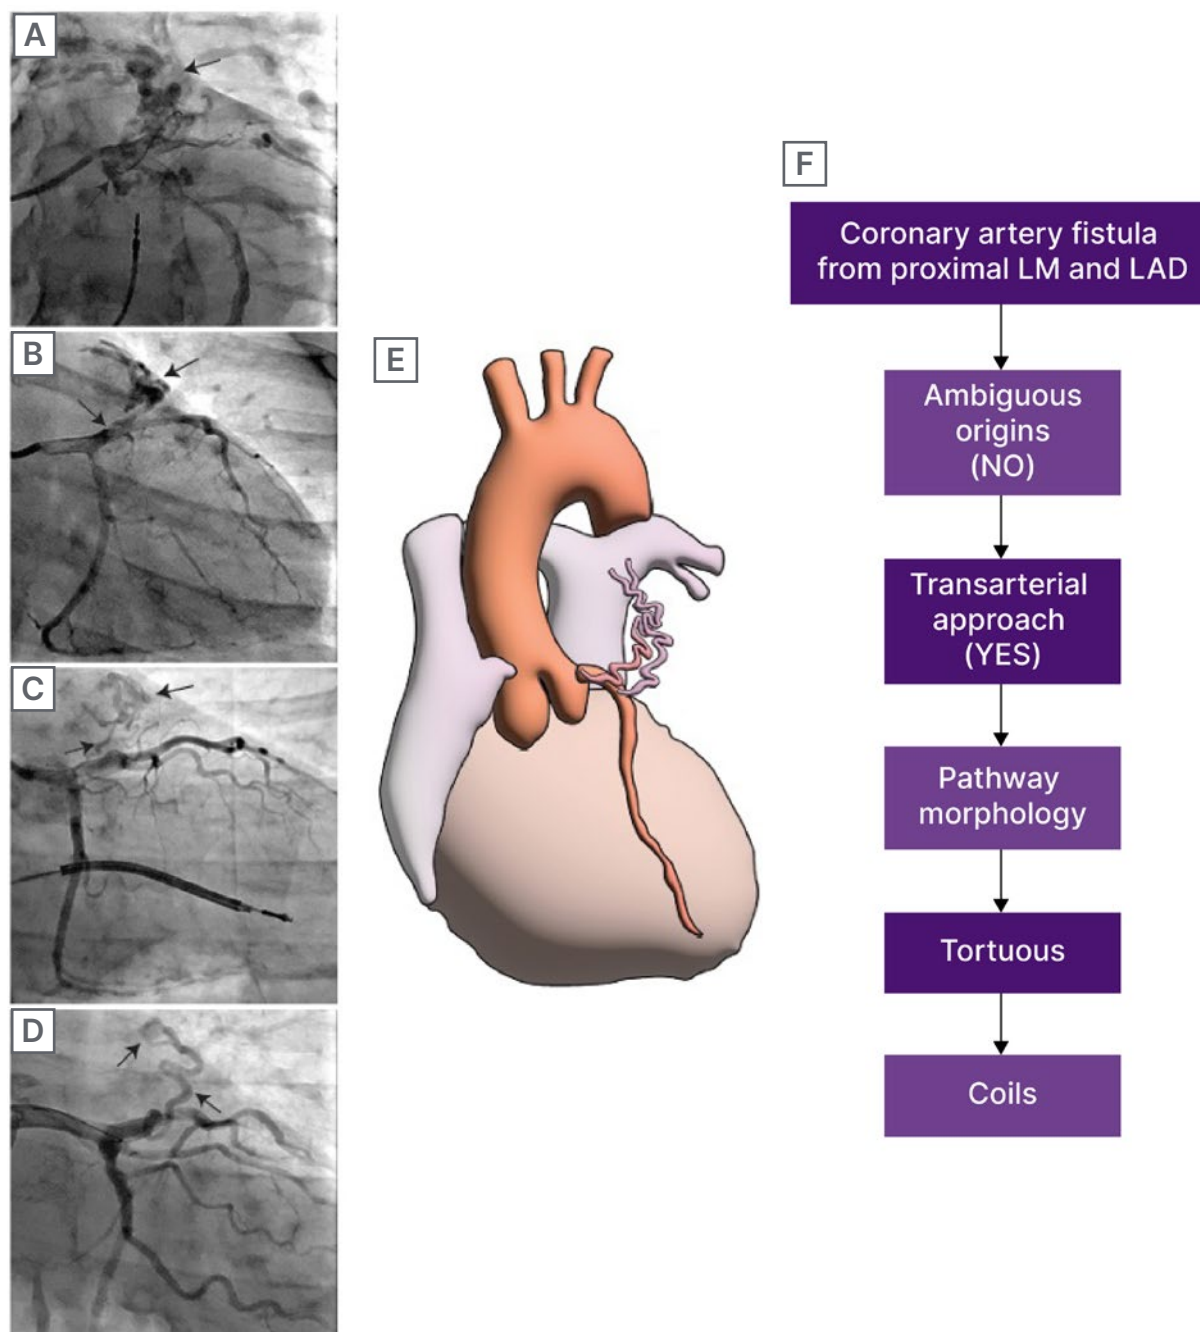 A
B
C
D
E
F
Coronary artery fistula
from proximal LM and LAD
Ambiguous
origins
(NO)
Transarterial
approach
(YES)
Pathway
morphology
Tortuous
Coils